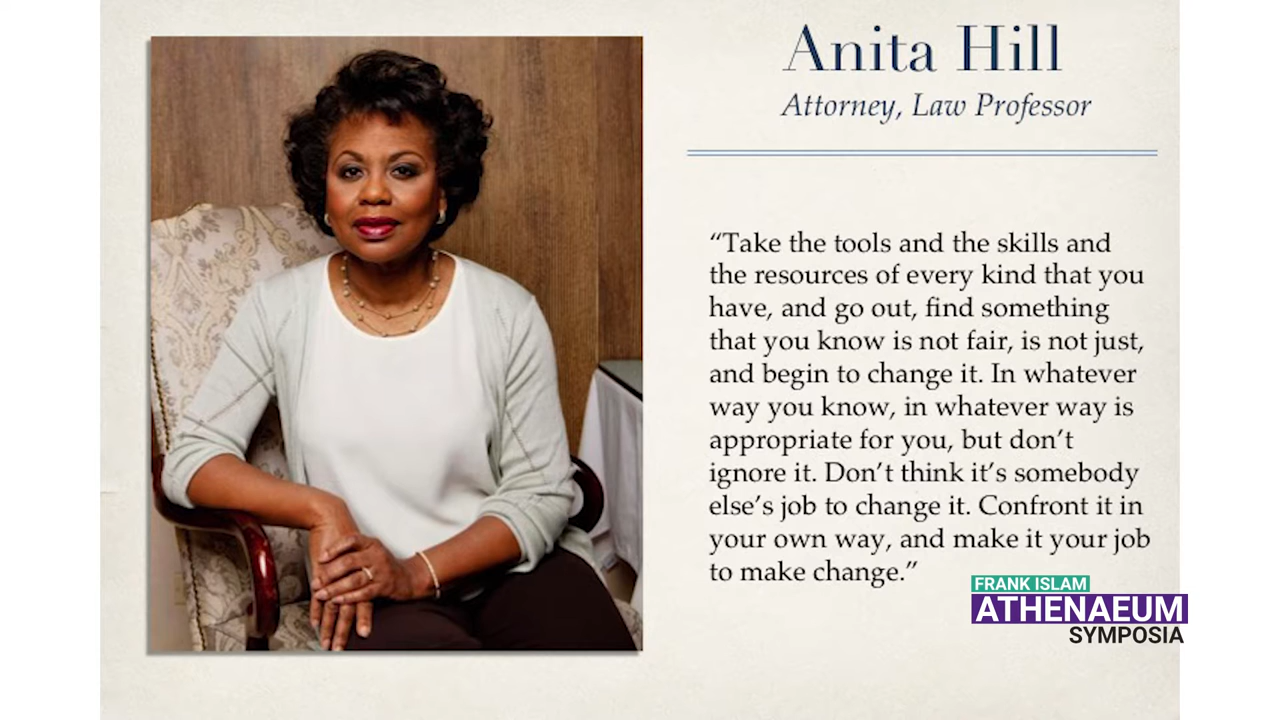 Anita Hill
Attorney, Law Professor
“Take the tools and the skills and
the resources of every kind that you
have, and go out, find something
that you know is not fair, is not just,
and begin to change it. In whatever
way you know, in whatever way is
appropriate for you, but don’t
ignore it. Don’t think it’s somebody
else’s job to change it. Confront it in
your own way, and make it your job
to make change.”
FRANK ISLAM
ATHENAEUM
SYMPOSIA